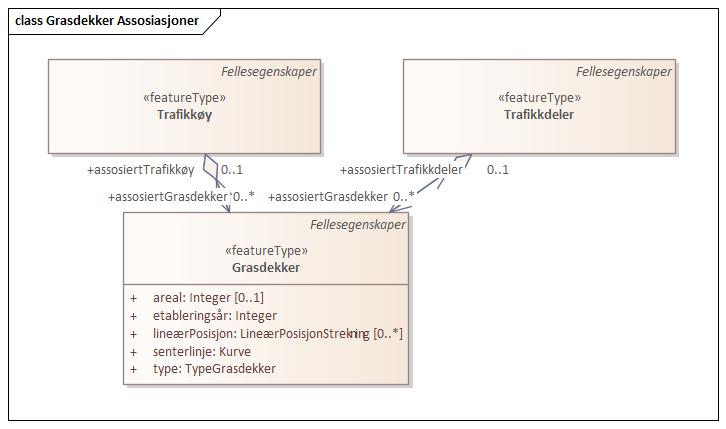 class Grasdekker Assosiasjoner
Fellesegenskaper
«featureType»
Trafikkøy
Fellesegenskaper
«featureType»
Trafikkdeler
+assosiertTrafikkøy 0..1
+assosiertTrafikkdeler 0..1
+assosiertGrasdekker 0..*
+assosiertGrasdekker 0..*
Fellesegenskaper
«featureType»
Grasdekker
+ areal: Integer [0..1]
+ etableringsår: Integer
+ lineærPosisjon: LineærPosisjonStrekning [0..*]
+ senterlinje: Kurve
+ type: TypeGrasdekker